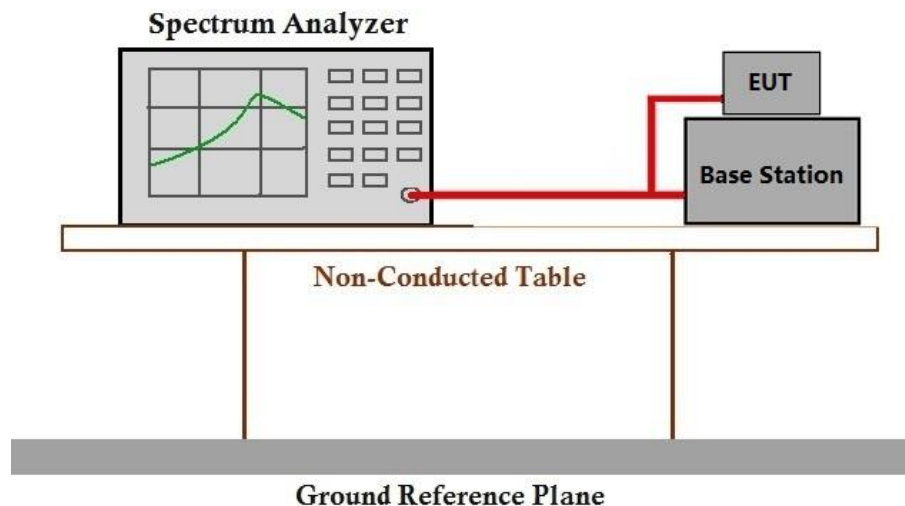 Spectrum Analyzer
EUT
Base Station
Non-Conducted Table
Ground Reference Plane